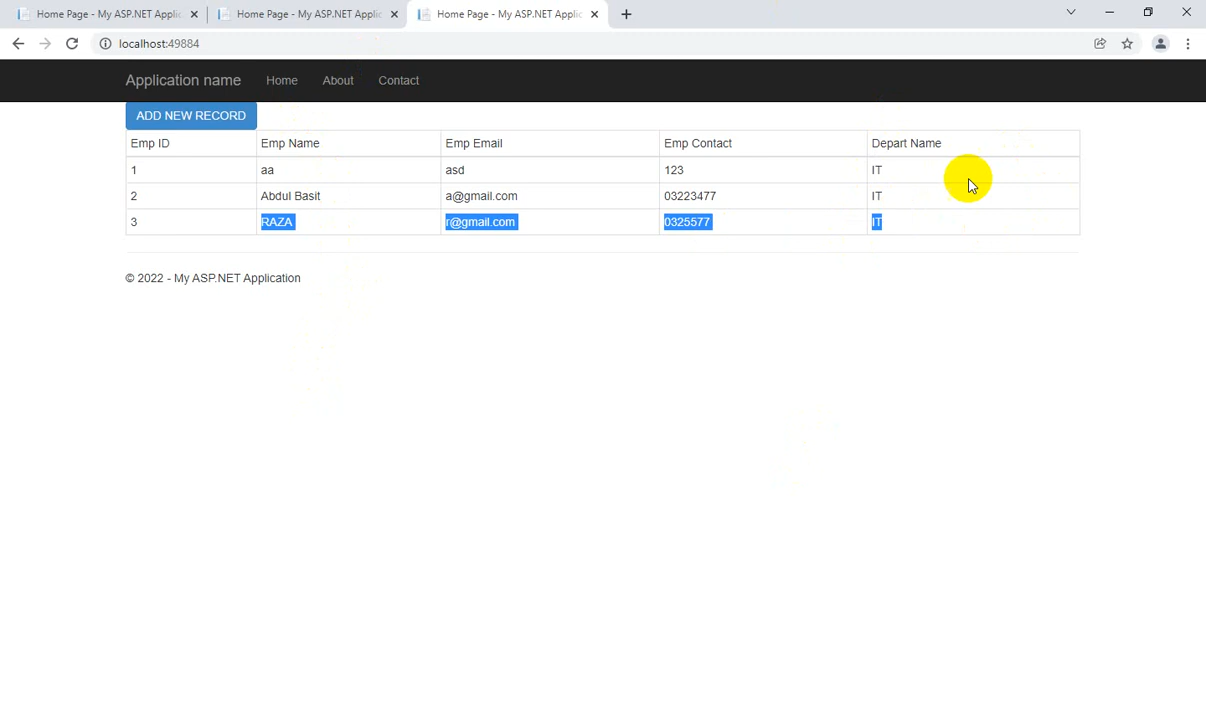 Home Page - My ASP.NET Applic Home Page - My ASP.NET Applic Home Page - My ASP.NET Applic
localhost:49884
Application name Home About Contact
ADD NEW RECORD
Emp ID Emp Name Emp Email Emp Contact Depart Name
1 aa asd 123 IT
2 Abdul Basit a@gmail.com 03223477 IT
3 RAZA r@gmail.com 0325577 IT
© 2022 - My ASP.NET Application